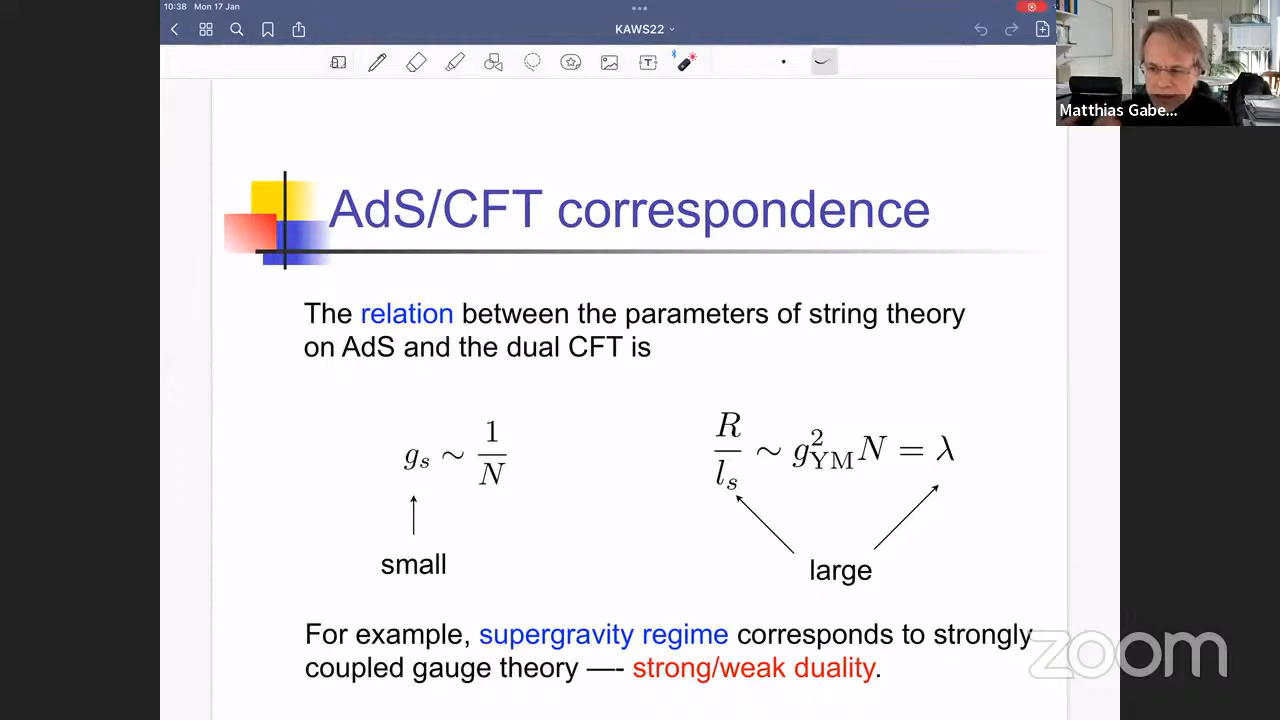 10:38 Mon 17 Jan
KAWS22
Matthias Gabe...
AdS/CFT correspondence
The relation between the parameters of string theory
on AdS and the dual CFT is
g_s ∼ 1/N
R/l_s ∼ g²_YM N = λ
small
large
For example, supergravity regime corresponds to strongly
coupled gauge theory —- strong/weak duality.
zoom